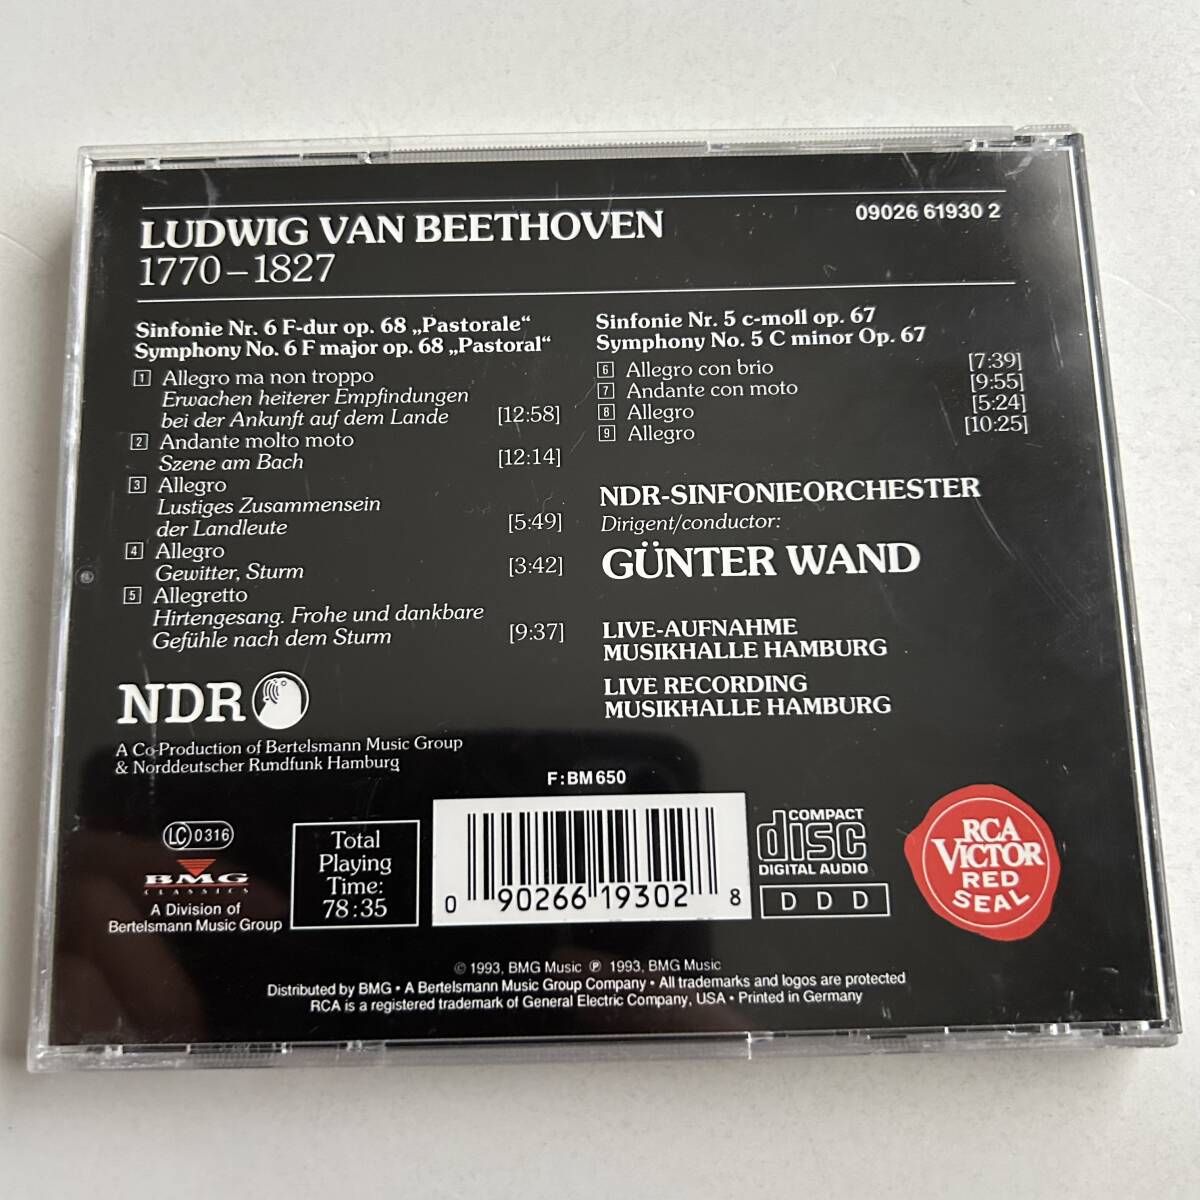 LUDWIG VAN BEETHOVEN
1770–1827
09026 61930 2
Sinfonie Nr. 6 F-dur op. 68 „Pastorale“
Symphony No. 6 F major op. 68 „Pastoral“
1 Allegro ma non troppo
Erwachen heiterer Empfindungen
bei der Ankunft auf dem Lande [12:58]
2 Andante molto moto
Szene am Bach [12:14]
3 Allegro
Lustiges Zusammensein
der Landleute [5:49]
4 Allegro
Gewitter, Sturm [3:42]
5 Allegretto
Hirtengesang. Frohe und dankbare
Gefühle nach dem Sturm [9:37]
Sinfonie Nr. 5 c-moll op. 67
Symphony No. 5 C minor Op. 67
6 Allegro con brio [7:39]
7 Andante con moto [9:55]
8 Allegro [5:24]
9 Allegro [10:25]
NDR-SINFONIEORCHESTER
Dirigent/conductor:
GÜNTER WAND
LIVE-AUFNAHME
MUSIKHALLE HAMBURG
LIVE RECORDING
MUSIKHALLE HAMBURG
NDR
A Co-Production of Bertelsmann Music Group
& Norddeutscher Rundfunk Hamburg
F:BM 650
LC 0316
BMG
CLASSICS
A Division of
Bertelsmann Music Group
Total
Playing
Time:
78:35
0 90266 19302 8
COMPACT
disc
DIGITAL AUDIO
D D D
RCA
VICTOR
RED
SEAL
© 1993, BMG Music ℗ 1993, BMG Music
Distributed by BMG • A Bertelsmann Music Group Company • All trademarks and logos are protected
RCA is a registered trademark of General Electric Company, USA • Printed in Germany